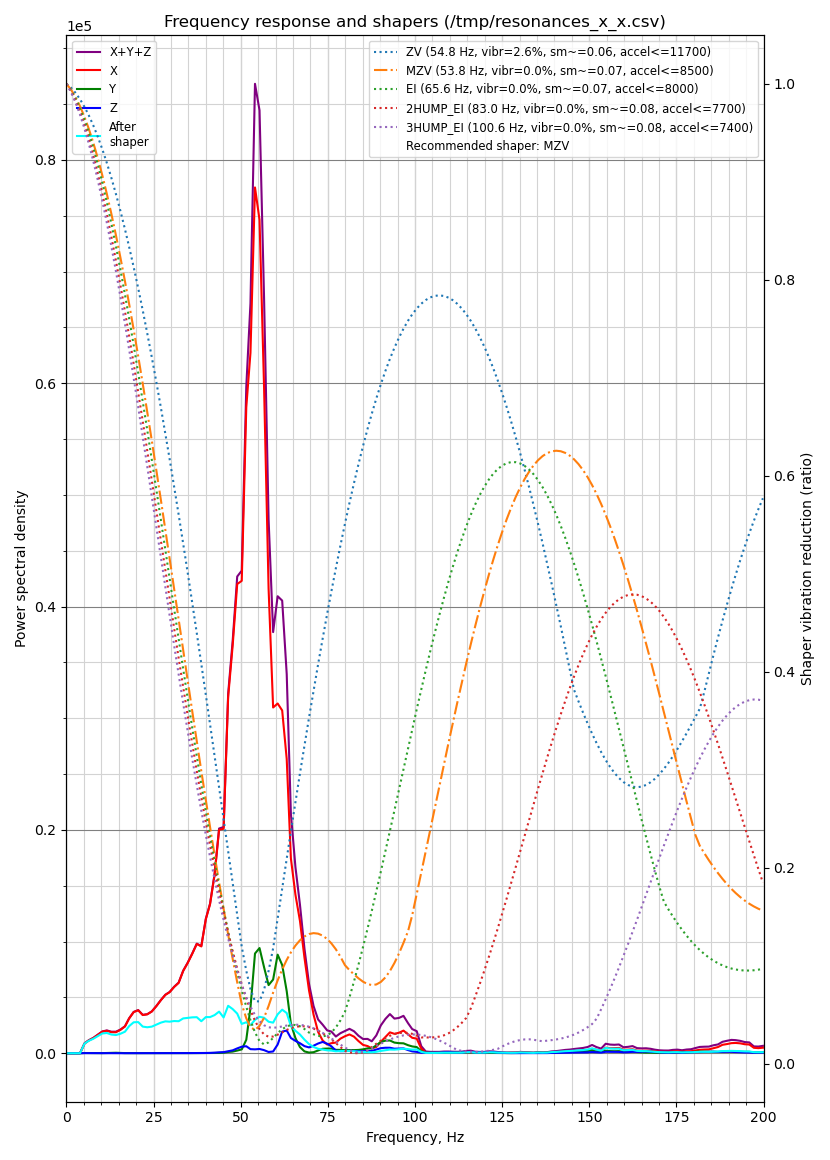 Frequency response and shapers (/tmp/resonances_x_x.csv)
1e5
X+Y+Z
X
Y
Z
After
shaper
ZV (54.8 Hz, vibr=2.6%, sm~=0.06, accel<=11700)
MZV (53.8 Hz, vibr=0.0%, sm~=0.07, accel<=8500)
EI (65.6 Hz, vibr=0.0%, sm~=0.07, accel<=8000)
2HUMP_EI (83.0 Hz, vibr=0.0%, sm~=0.08, accel<=7700)
3HUMP_EI (100.6 Hz, vibr=0.0%, sm~=0.08, accel<=7400)
Recommended shaper: MZV
Power spectral density
0.8
0.6
0.4
0.2
0.0
1.0
0.8
0.6
0.4
0.2
0.0
Shaper vibration reduction (ratio)
0 25 50 75 100 125 150 175 200
Frequency, Hz